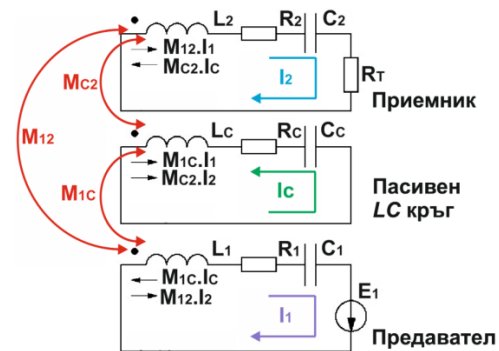 L2 R2 C2
M12.I1
MC2.IC
MC2
I2
RT
Приемник
M12
LC RC CC
M1C.I1
MC2.I2
M1C
IC
Пасивен
LC кръг
L1 R1 C1
M1C.IC
M12.I2
E1
I1
Предавател